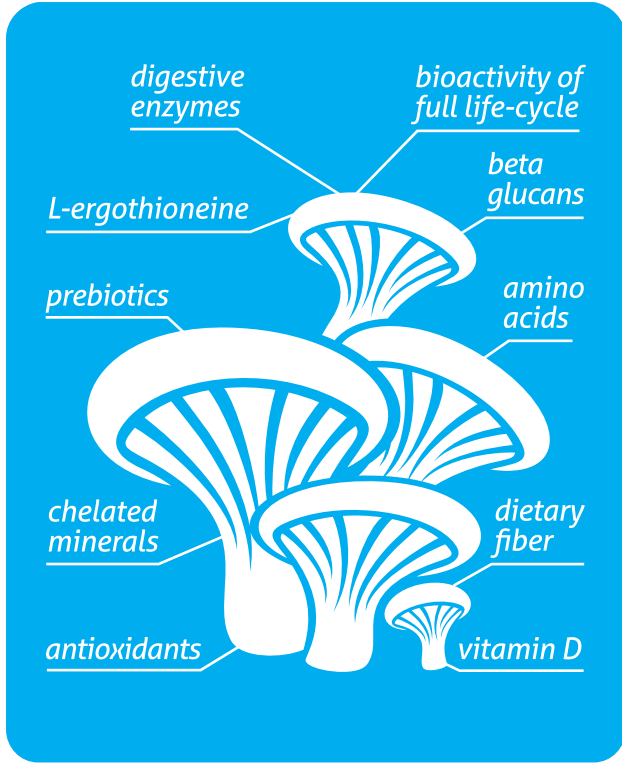 digestive
enzymes
bioactivity of
full life-cycle
beta
glucans
L-ergothioneine
prebiotics
amino
acids
chelated
minerals
dietary
fiber
antioxidants
vitamin D